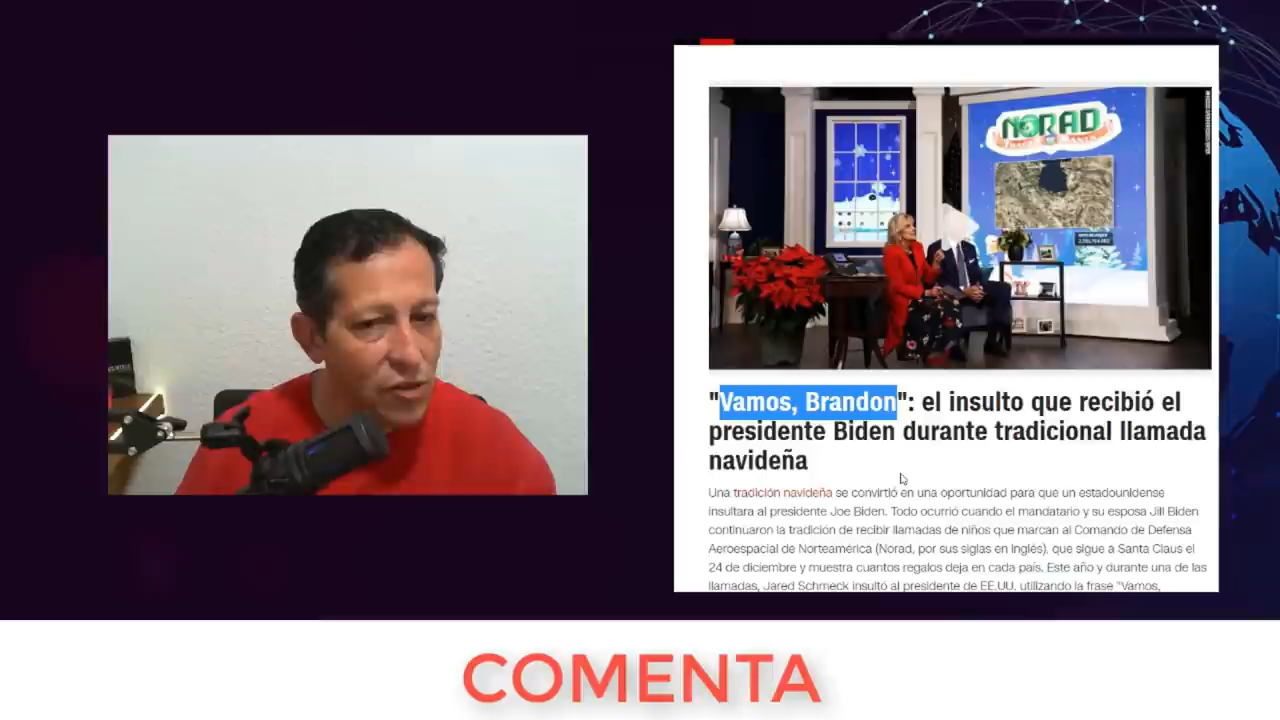 NORAD
"Vamos, Brandon": el insulto que recibió el
presidente Biden durante tradicional llamada
navideña
Una tradición navideña se convirtió en una oportunidad para que un estadounidense
insultara al presidente Joe Biden. Todo ocurrió cuando el mandatario y su esposa Jill Biden
continuaron la tradición de recibir llamadas de niños que marcan al Comando de Defensa
Aeroespacial de Norteamérica (Norad, por sus siglas en inglés), que sigue a Santa Claus el
24 de diciembre y muestra cuantos regalos deja en cada país. Este año y durante una de las
llamadas, Jared Schmeck insultó al presidente de EE.UU. utilizando la frase "Vamos,
COMENTA